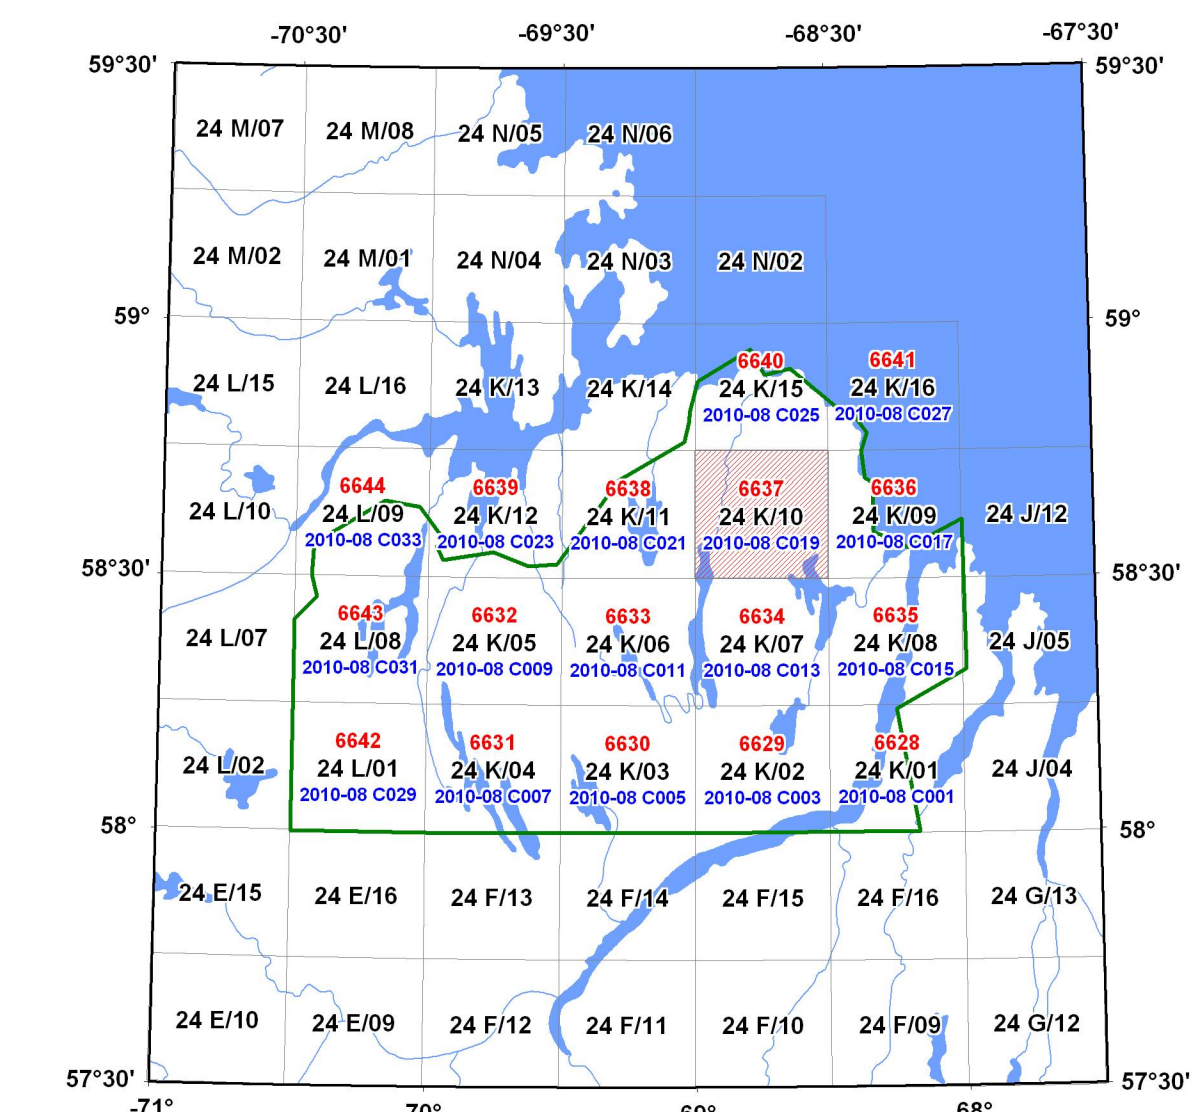 -70°30' -69°30' -68°30' -67°30'
59°30' 59°30'
24 M/07 24 M/08 24 N/05 24 N/06
24 M/02 24 M/01 24 N/04 24 N/03 24 N/02
59° 59°
6640 6641
24 L/15 24 L/16 24 K/13 24 K/14 24 K/15 24 K/16
2010-08 C025 2010-08 C027
6644 6639 6638 6637 6636
24 L/10 24 L/09 24 K/12 24 K/11 24 K/10 24 K/09 24 J/12
2010-08 C033 2010-08 C023 2010-08 C021 2010-08 C019 2010-08 C017
58°30' 58°30'
6643 6632 6633 6634 6635
24 L/07 24 L/08 24 K/05 24 K/06 24 K/07 24 K/08 24 J/05
2010-08 C031 2010-08 C009 2010-08 C011 2010-08 C013 2010-08 C015
6642 6631 6630 6629 6628
24 L/02 24 L/01 24 K/04 24 K/03 24 K/02 24 K/01 24 J/04
2010-08 C029 2010-08 C007 2010-08 C005 2010-08 C003 2010-08 C001
58° 58°
24 E/15 24 E/16 24 F/13 24 F/14 24 F/15 24 F/16 24 G/13
24 E/10 24 E/09 24 F/12 24 F/11 24 F/10 24 F/09 24 G/12
57°30' 57°30'
-71° -70° -69° -68°